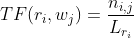 TF(r_i, w_j) = \frac{n_{i,j}}{L_{r_i}}